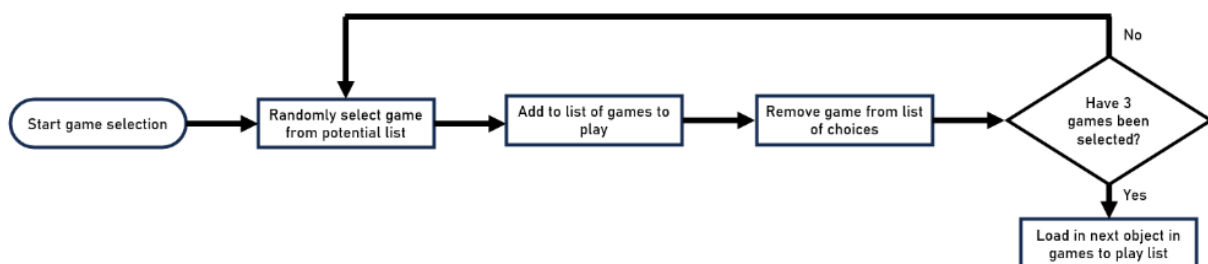 No
Start game selection
Randomly select game
from potential list
Add to list of games to
play
Remove game from list
of choices
Have 3
games been
selected?
Yes
Load in next object in
games to play list